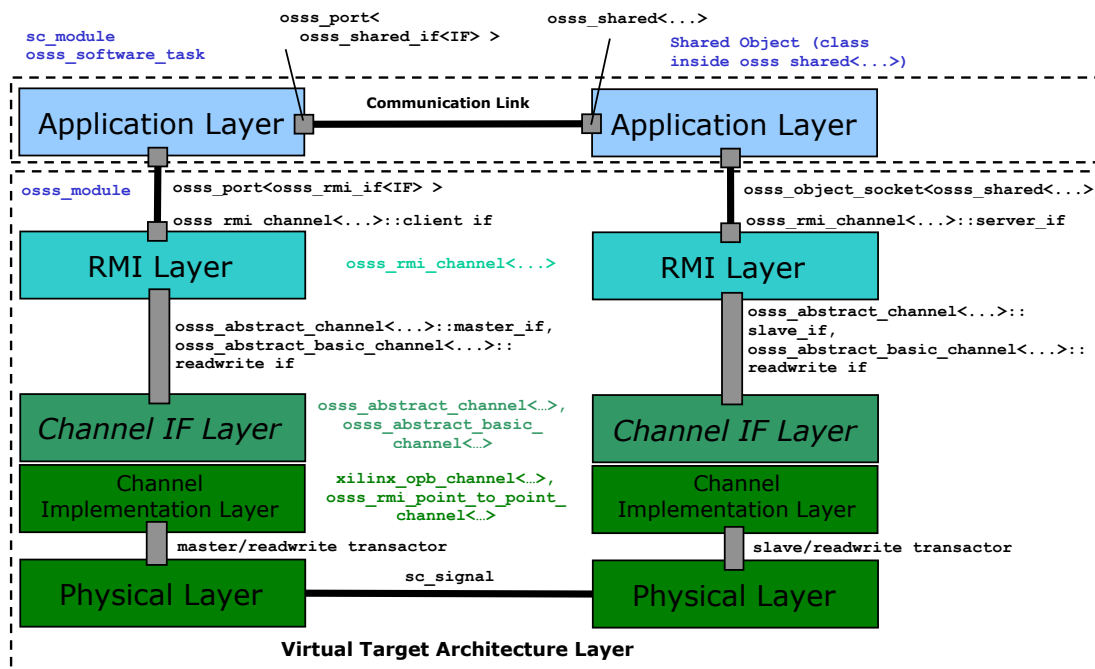 osss_port<
osss_shared_if<IF> >
osss_shared<...>
sc_module
osss_software_task
Shared Object (class
inside osss shared<...>)
Communication Link
Application Layer
Application Layer
osss_module
osss_port<osss_rmi_if<IF> >
osss_object_socket<osss_shared<...>
osss rmi channel<...>::client if
osss_rmi_channel<...>::server_if
RMI Layer
osss_rmi_channel<...>
RMI Layer
osss_abstract_channel<...>::master_if,
osss_abstract_basic_channel<...>::
readwrite if
osss_abstract_channel<...>::
slave_if,
osss_abstract_basic_channel<...>::
readwrite if
Channel IF Layer
osss_abstract_channel<…>,
osss_abstract_basic_
channel<…>
Channel IF Layer
Channel
Implementation Layer
xilinx_opb_channel<…>,
osss_rmi_point_to_point_
channel<…>
Channel
Implementation Layer
master/readwrite transactor
slave/readwrite transactor
Physical Layer
sc_signal
Physical Layer
Virtual Target Architecture Layer